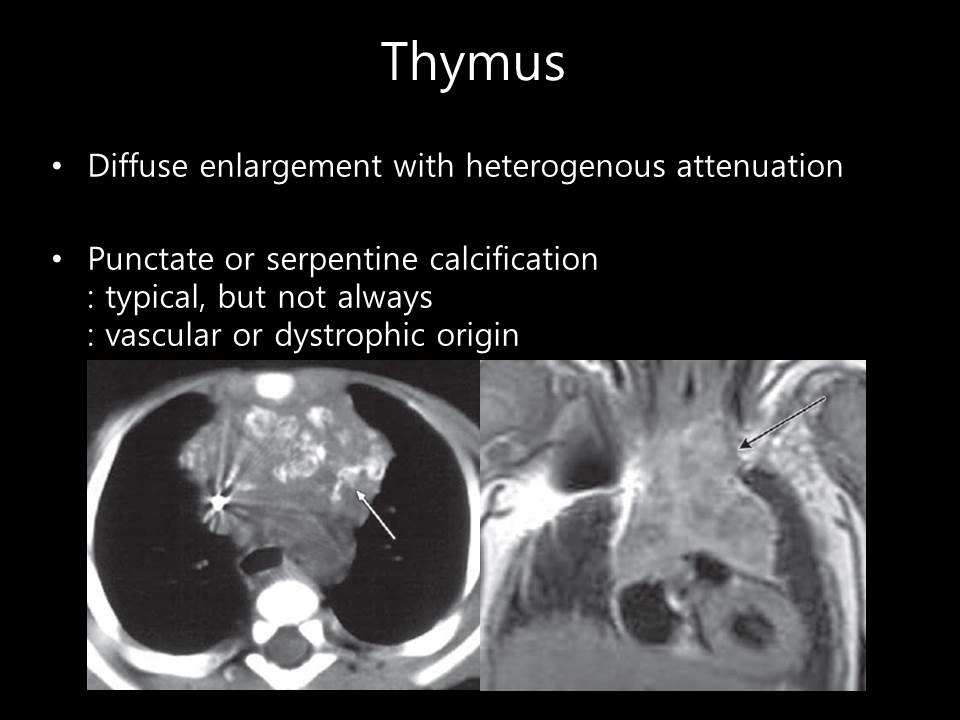 Thymus
• Diffuse enlargement with heterogenous attenuation
• Punctate or serpentine calcification
: typical, but not always
: vascular or dystrophic origin